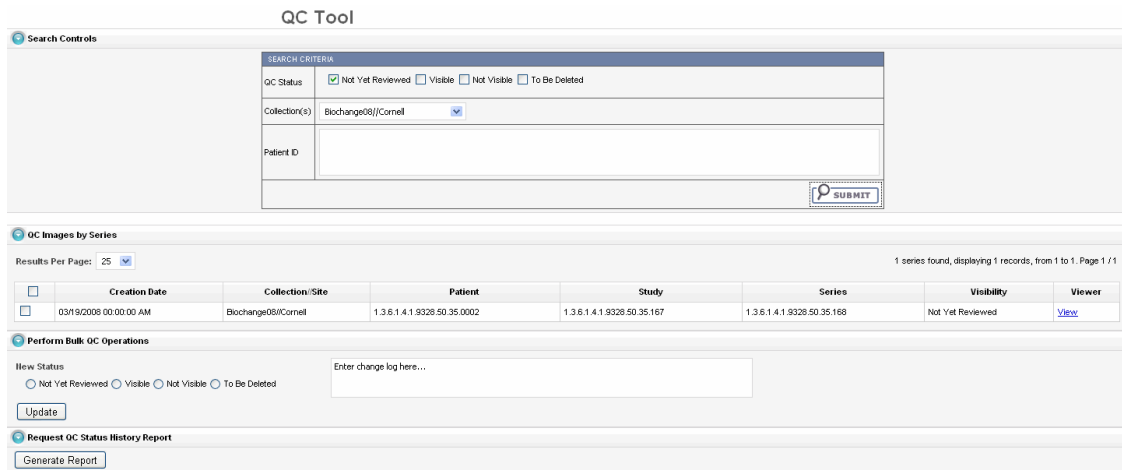 QC Tool
Search Controls
SEARCH CRITERIA
QC Status Not Yet Reviewed Visible Not Visible To Be Deleted
Collection(s) Biochange08//Cornell
Patient ID
SUBMIT
QC Images by Series
Results Per Page: 25 1 series found, displaying 1 records, from 1 to 1. Page 1 / 1
Creation Date Collection//Site Patient Study Series Visibility Viewer
03/19/2008 00:00:00 AM Biochange08//Cornell 1.3.6.1.4.1.9328.50.35.0002 1.3.6.1.4.1.9328.50.35.167 1.3.6.1.4.1.9328.50.35.168 Not Yet Reviewed View
Perform Bulk QC Operations
New Status Enter change log here...
Not Yet Reviewed Visible Not Visible To Be Deleted
Update
Request QC Status History Report
Generate Report